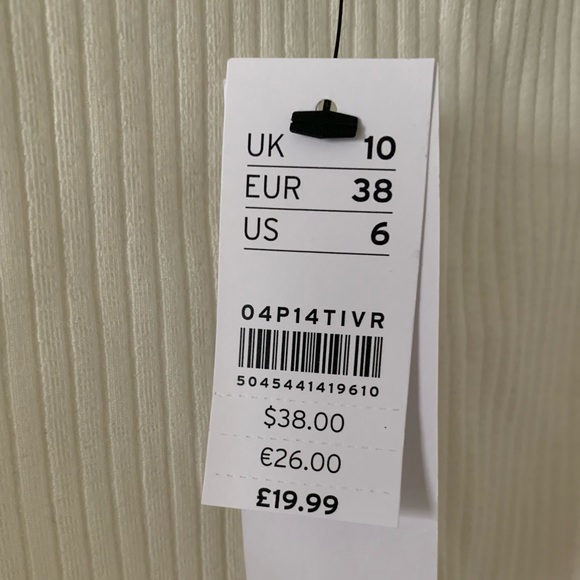 UK 10
EUR 38
US 6
04P14TIVR
5045441419610
$38.00
€26.00
£19.99